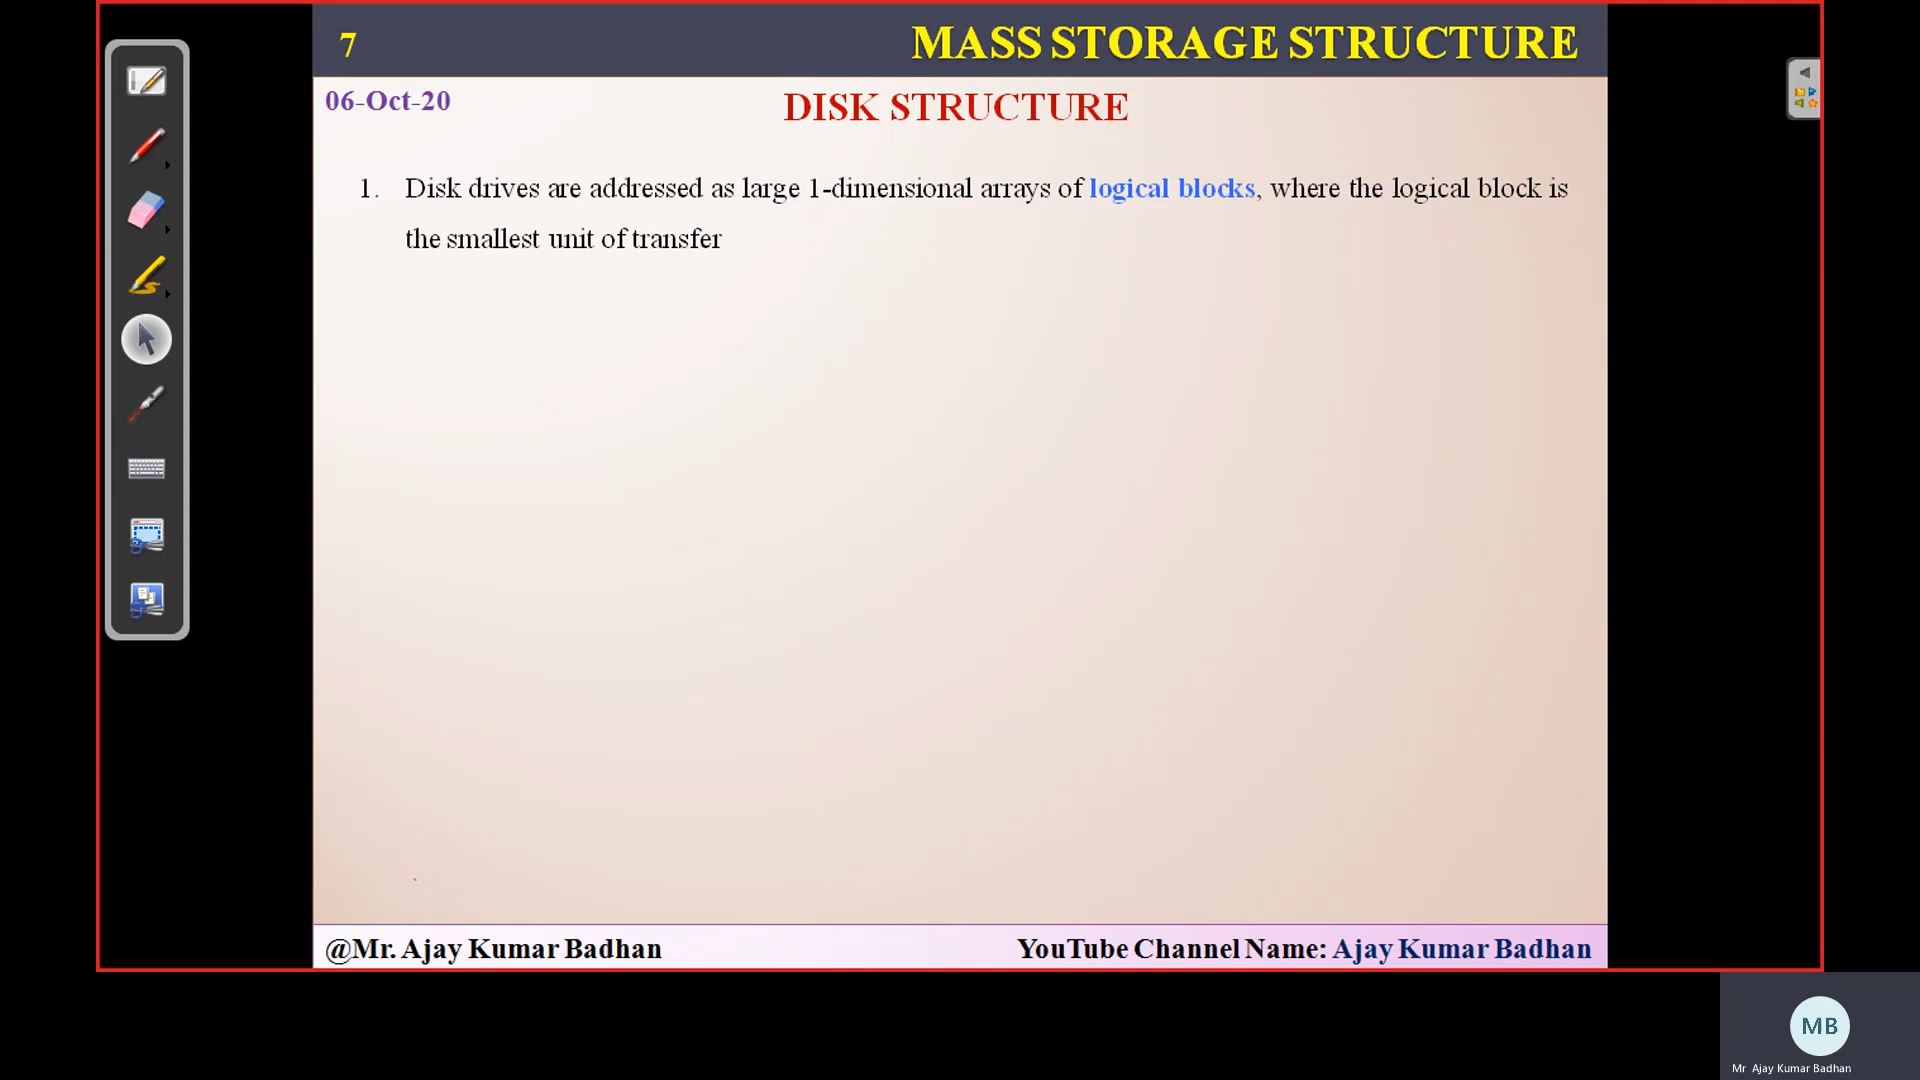 7
MASS STORAGE STRUCTURE
06-Oct-20
DISK STRUCTURE
1. Disk drives are addressed as large 1-dimensional arrays of logical blocks, where the logical block is
the smallest unit of transfer
@Mr. Ajay Kumar Badhan
YouTube Channel Name: Ajay Kumar Badhan
MB
Mr Ajay Kumar Badhan